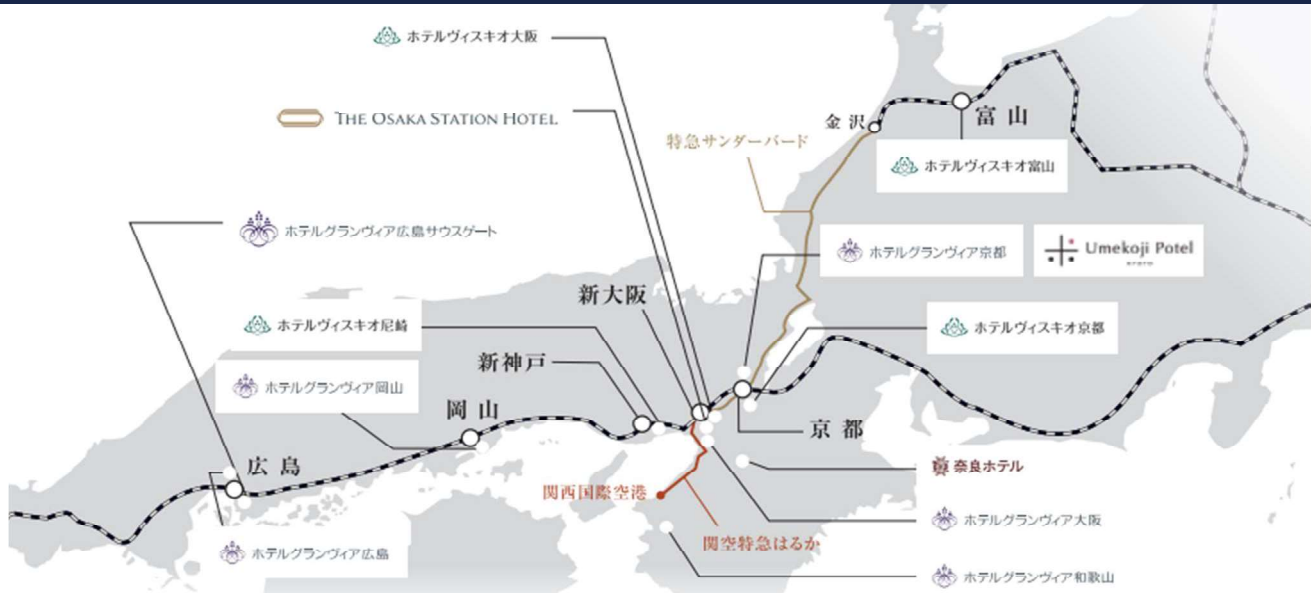 ホテルヴィスキオ大阪
THE OSAKA STATION HOTEL
金沢
富山
特急サンダーバード
ホテルヴィスキオ富山
ホテルグランヴィア広島サウスゲート
ホテルグランヴィア京都
Umekoji Potel
KYOTO
新大阪
ホテルヴィスキオ尼崎
ホテルヴィスキオ京都
新神戸
ホテルグランヴィア岡山
岡山
京都
広島
奈良ホテル
関西国際空港
ホテルグランヴィア大阪
関空特急はるか
ホテルグランヴィア広島
ホテルグランヴィア和歌山